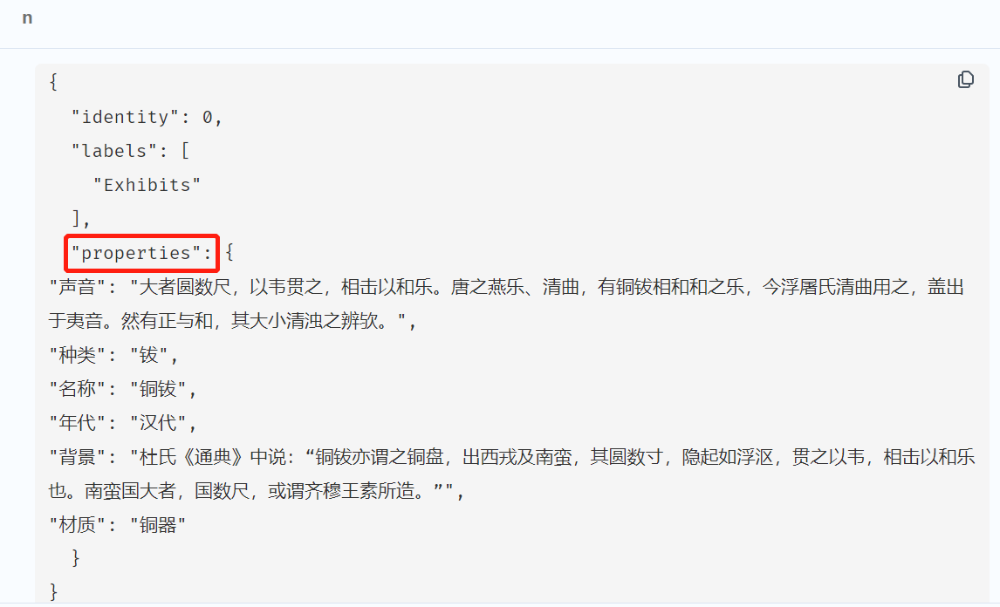 n
{
"identity": 0,
"labels": [
"Exhibits"
],
"properties": {
"声音": "大者圆数尺，以韦贯之，相击以和乐。唐之燕乐、清曲，有铜钹相和和之乐，今浮屠氏清曲用之，盖出
于夷音。然有正与和，其大小清浊之辨欤。",
"种类": "钹",
"名称": "铜钹",
"年代": "汉代",
"背景": "杜氏《通典》中说：“铜钹亦谓之铜盘，出西戎及南蛮，其圆数寸，隐起如浮沤，贯之以韦，相击以和乐
也。南蛮国大者，国数尺，或谓齐穆王素所造。”",
"材质": "铜器"
}
}